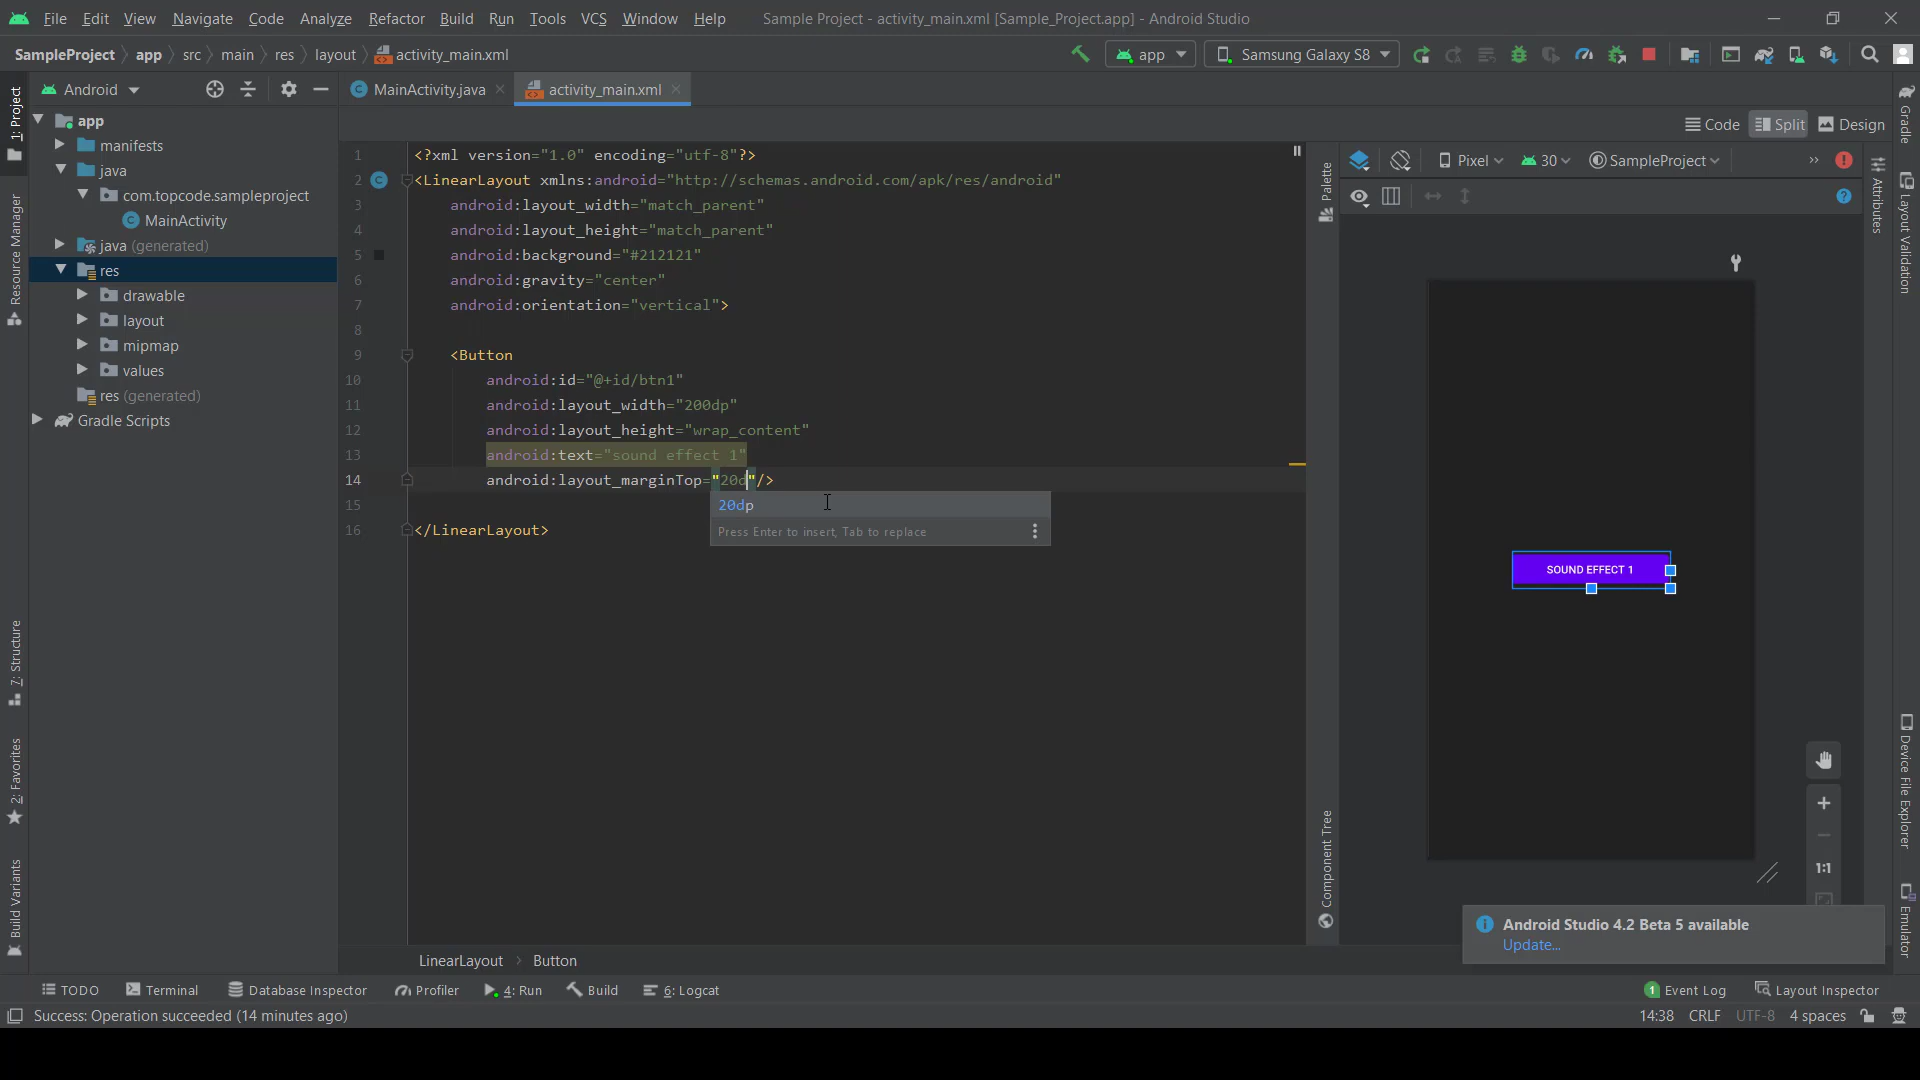 File Edit View Navigate Code Analyze Refactor Build Run Tools VCS Window Help Sample Project - activity_main.xml [Sample_Project.app] - Android Studio
SampleProject app src main res layout activity_main.xml app Samsung Galaxy S8
Android MainActivity.java activity_main.xml
Code Split Design
1: Project
Resource Manager
7: Structure
2: Favorites
Build Variants
app
manifests
java
com.topcode.sampleproject
MainActivity
java (generated)
res
drawable
layout
mipmap
values
res (generated)
Gradle Scripts
1 <?xml version="1.0" encoding="utf-8"?>
2 <LinearLayout xmlns:android="http://schemas.android.com/apk/res/android"
3 android:layout_width="match_parent"
4 android:layout_height="match_parent"
5 android:background="#212121"
6 android:gravity="center"
7 android:orientation="vertical">
8
9 <Button
10 android:id="@+id/btn1"
11 android:layout_width="200dp"
12 android:layout_height="wrap_content"
13 android:text="sound effect 1"
14 android:layout_marginTop="20d"/>
15
20dp
Press Enter to insert, Tab to replace
16 </LinearLayout>
LinearLayout Button
Palette
Component Tree
Pixel 30 SampleProject
SOUND EFFECT 1
1:1
Attributes
Gradle
Layout Validation
Device File Explorer
Emulator
Android Studio 4.2 Beta 5 available
Update...
TODO Terminal Database Inspector Profiler 4: Run Build 6: Logcat 1 Event Log Layout Inspector
Success: Operation succeeded (14 minutes ago) 14:38 CRLF UTF-8 4 spaces